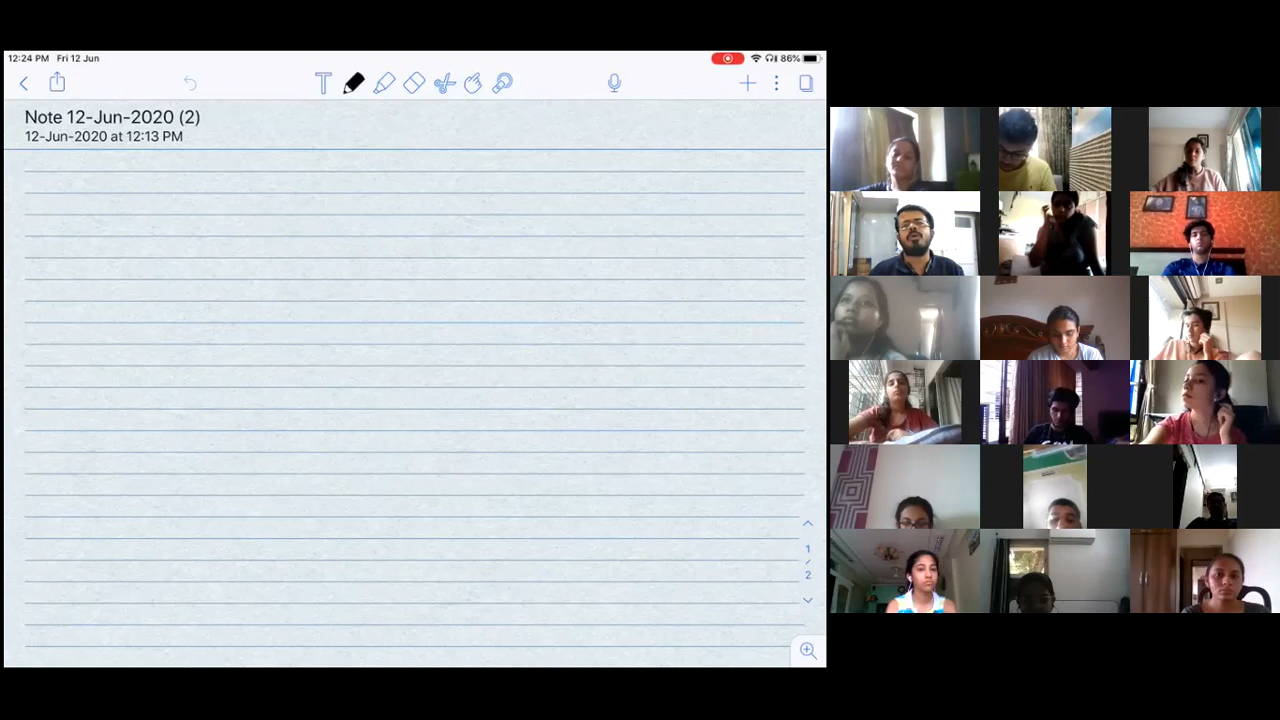 12:24 PM Fri 12 Jun
86%
T
Note 12-Jun-2020 (2)
12-Jun-2020 at 12:13 PM
1
2